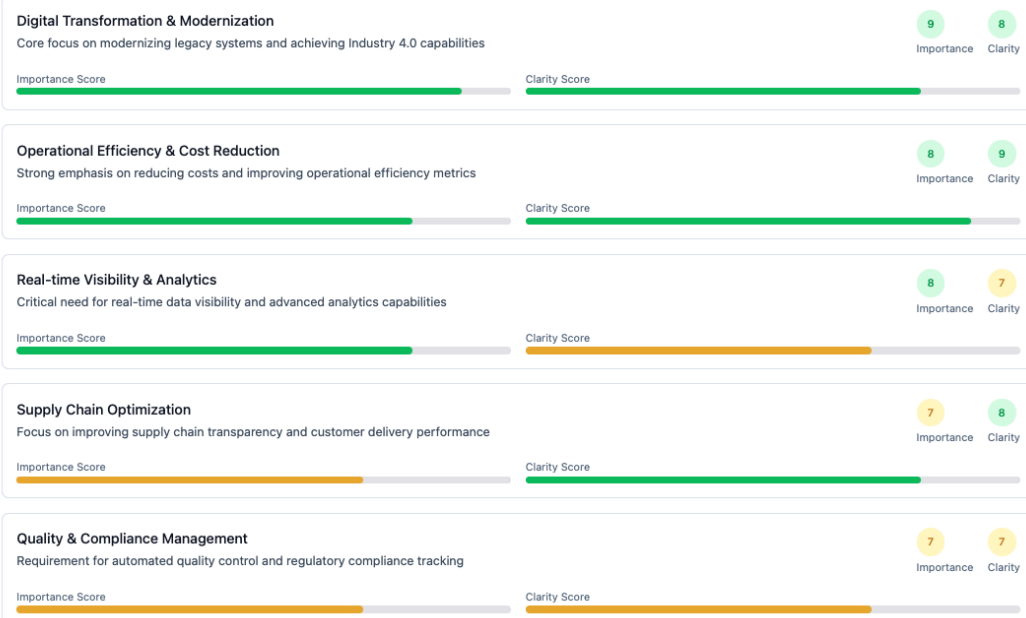 Digital Transformation & Modernization
Core focus on modernizing legacy systems and achieving Industry 4.0 capabilities
9
8
Importance
Clarity
Importance Score
Clarity Score
Operational Efficiency & Cost Reduction
Strong emphasis on reducing costs and improving operational efficiency metrics
8
9
Importance
Clarity
Importance Score
Clarity Score
Real-time Visibility & Analytics
Critical need for real-time data visibility and advanced analytics capabilities
8
7
Importance
Clarity
Importance Score
Clarity Score
Supply Chain Optimization
Focus on improving supply chain transparency and customer delivery performance
7
8
Importance
Clarity
Importance Score
Clarity Score
Quality & Compliance Management
Requirement for automated quality control and regulatory compliance tracking
7
7
Importance
Clarity
Importance Score
Clarity Score